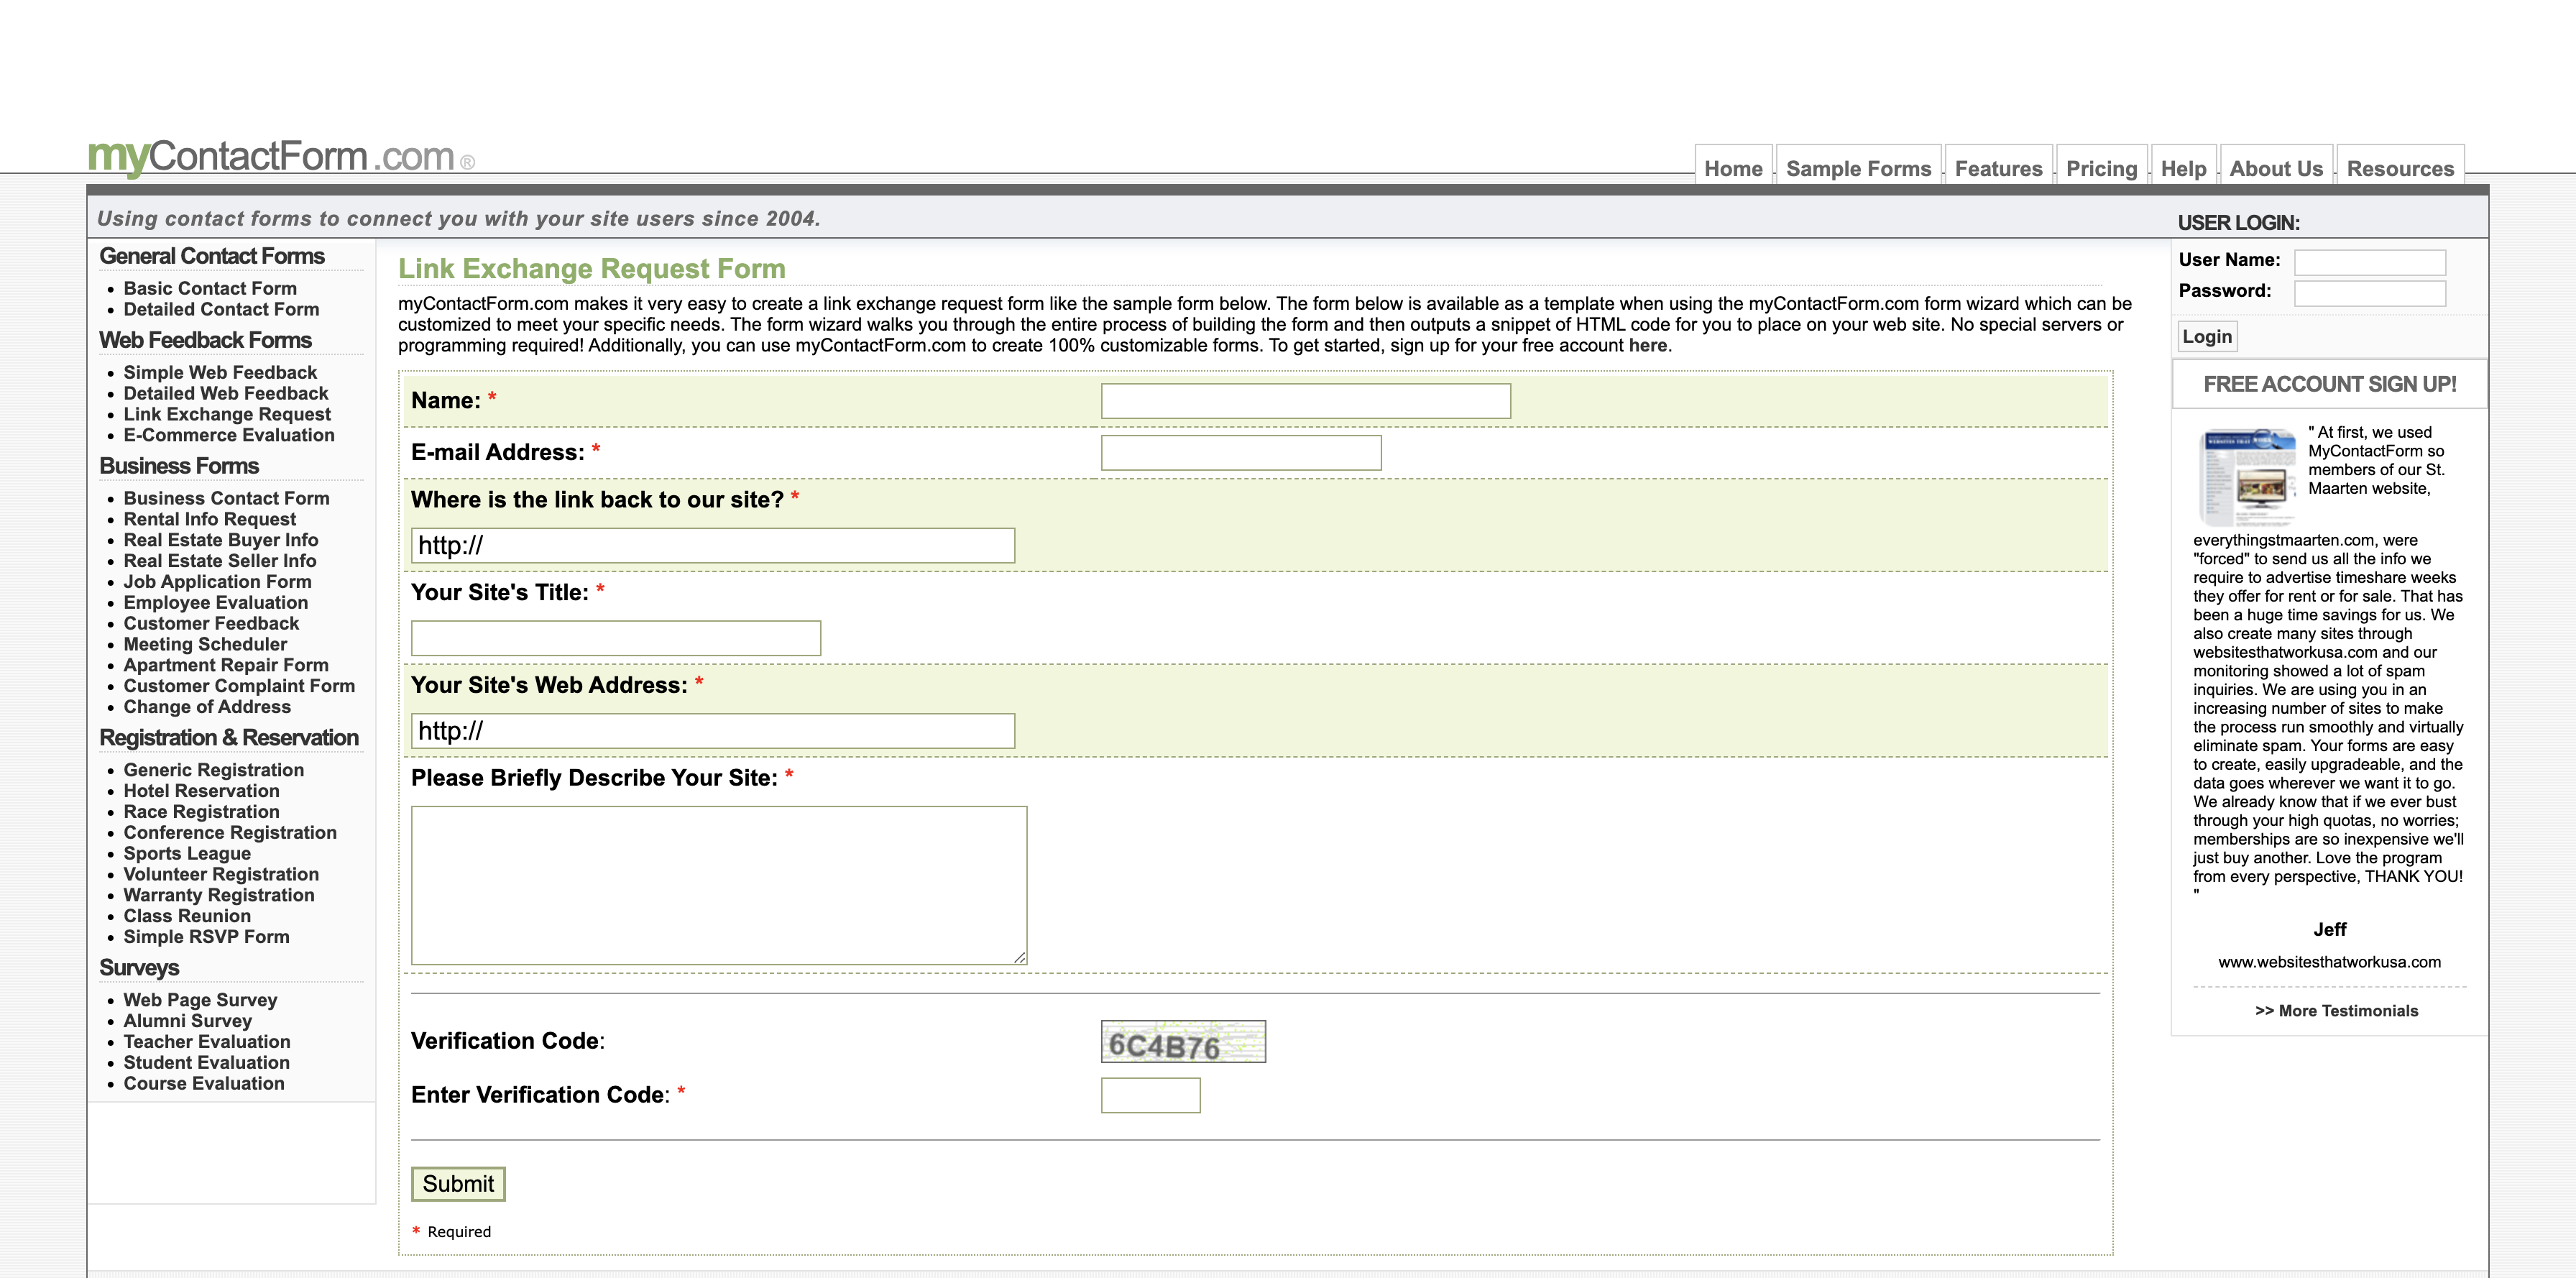 myContactForm.com®
Home
Sample Forms
Features
Pricing
Help
About Us
Resources
Using contact forms to connect you with your site users since 2004.
USER LOGIN:
General Contact Forms
Basic Contact Form
Detailed Contact Form
Web Feedback Forms
Simple Web Feedback
Detailed Web Feedback
Link Exchange Request
E-Commerce Evaluation
Business Forms
Business Contact Form
Rental Info Request
Real Estate Buyer Info
Real Estate Seller Info
Job Application Form
Employee Evaluation
Customer Feedback
Meeting Scheduler
Apartment Repair Form
Customer Complaint Form
Change of Address
Registration & Reservation
Generic Registration
Hotel Reservation
Race Registration
Conference Registration
Sports League
Volunteer Registration
Warranty Registration
Class Reunion
Simple RSVP Form
Surveys
Web Page Survey
Alumni Survey
Teacher Evaluation
Student Evaluation
Course Evaluation
Link Exchange Request Form
myContactForm.com makes it very easy to create a link exchange request form like the sample form below. The form below is available as a template when using the myContactForm.com form wizard which can be
customized to meet your specific needs. The form wizard walks you through the entire process of building the form and then outputs a snippet of HTML code for you to place on your web site. No special servers or
programming required! Additionally, you can use myContactForm.com to create 100% customizable forms. To get started, sign up for your free account here.
Name: *
E-mail Address: *
Where is the link back to our site? *
http://
Your Site's Title: *
Your Site's Web Address: *
http://
Please Briefly Describe Your Site: *
Verification Code:
6C4B76
Enter Verification Code: *
Submit
* Required
User Name:
Password:
Login
FREE ACCOUNT SIGN UP!
" At first, we used
MyContactForm so
members of our St.
Maarten website,
everythingstmaarten.com, were
"forced" to send us all the info we
require to advertise timeshare weeks
they offer for rent or for sale. That has
been a huge time savings for us. We
also create many sites through
websitesthatworkusa.com and our
monitoring showed a lot of spam
inquiries. We are using you in an
increasing number of sites to make
the process run smoothly and virtually
eliminate spam. Your forms are easy
to create, easily upgradeable, and the
data goes wherever we want it to go.
We already know that if we ever bust
through your high quotas, no worries;
memberships are so inexpensive we'll
just buy another. Love the program
from every perspective, THANK YOU!
"
Jeff
www.websitesthatworkusa.com
>> More Testimonials